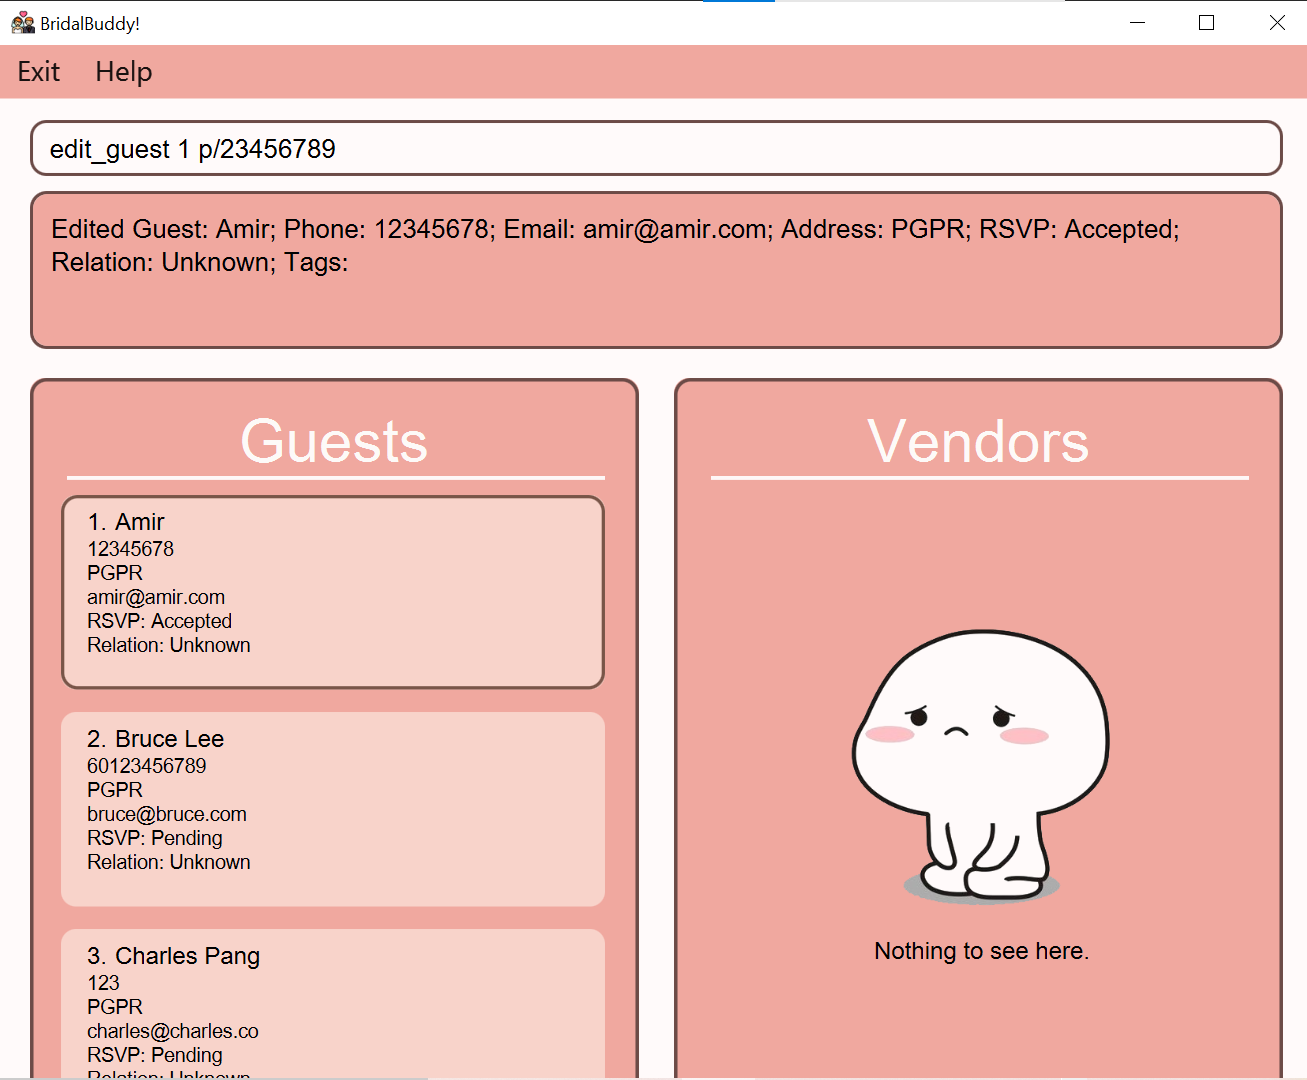 BridalBuddy!
Exit Help
edit_guest 1 p/23456789
Edited Guest: Amir; Phone: 12345678; Email: amir@amir.com; Address: PGPR; RSVP: Accepted;
Relation: Unknown; Tags:
Guests
1. Amir
12345678
PGPR
amir@amir.com
RSVP: Accepted
Relation: Unknown
2. Bruce Lee
60123456789
PGPR
bruce@bruce.com
RSVP: Pending
Relation: Unknown
3. Charles Pang
123
PGPR
charles@charles.co
RSVP: Pending
Relation: Unknown
Vendors
Nothing to see here.